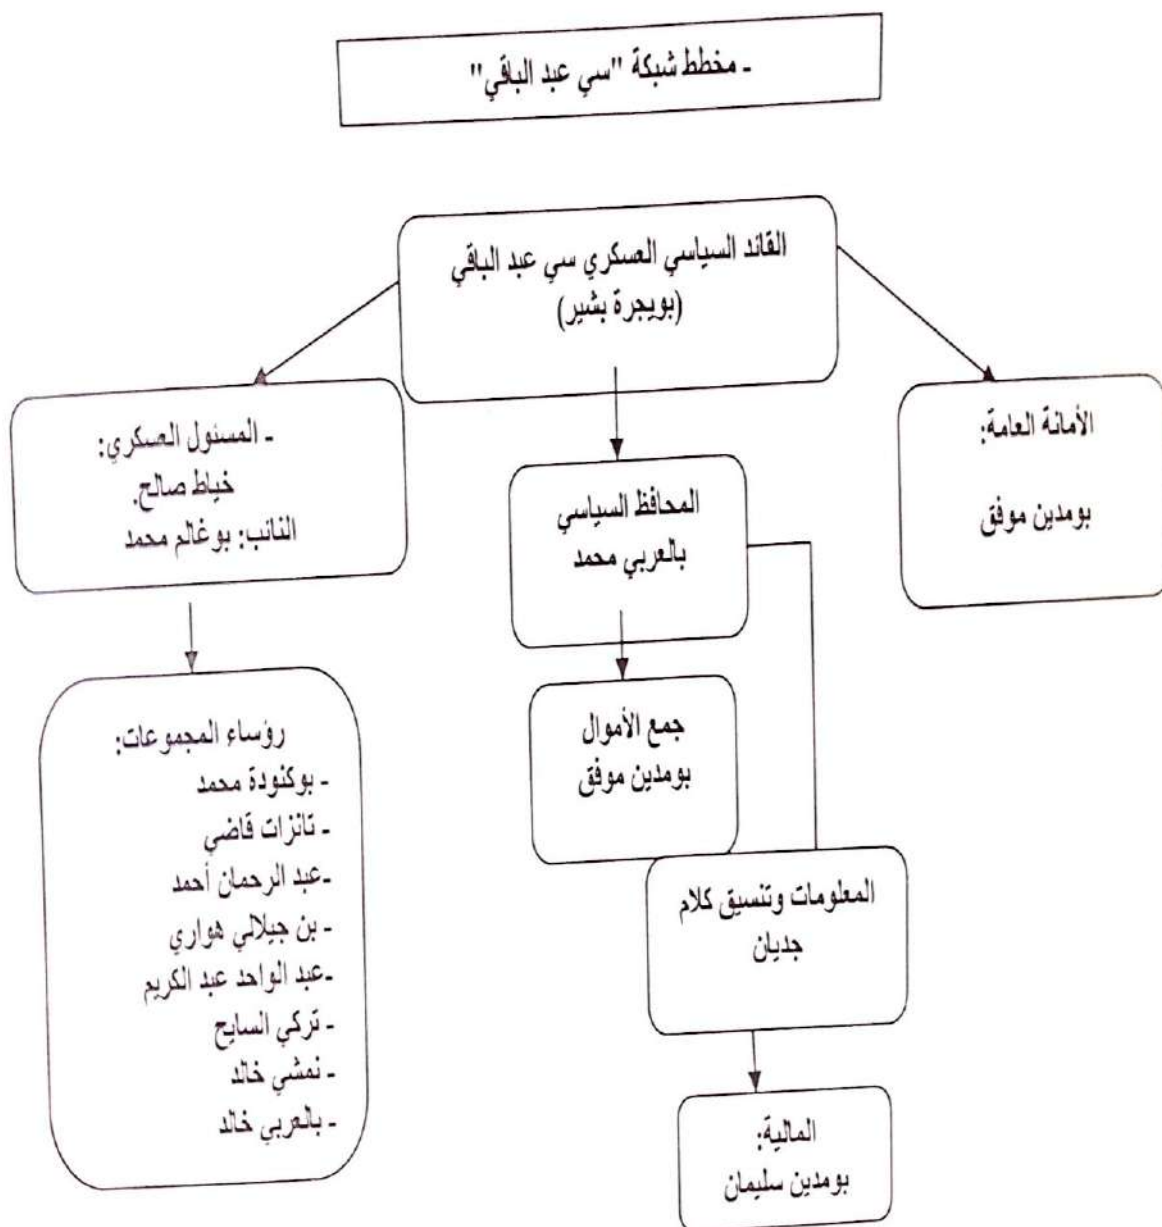 - مخطط شبكة "سي عبد الباقي"
القائد السياسي العسكري سي عبد الباقي
(بويجرة بشير)
الأمانة العامة:
بومدين موفق
المحافظ السياسي
بالعربي محمد
- المسئول العسكري:
خياط صالح.
النائب: بوغالم محمد
جمع الأموال
بومدين موفق
رؤساء المجموعات:
- بوكنودة محمد
- تانزات قاضي
-عبد الرحمان أحمد
- بن جيلالي هواري
-عبد الواحد عبد الكريم
- تركي السايح
- نمشي خالد
- بالعربي خالد
المعلومات وتنسيق كلام
جديان
المالية:
بومدين سليمان